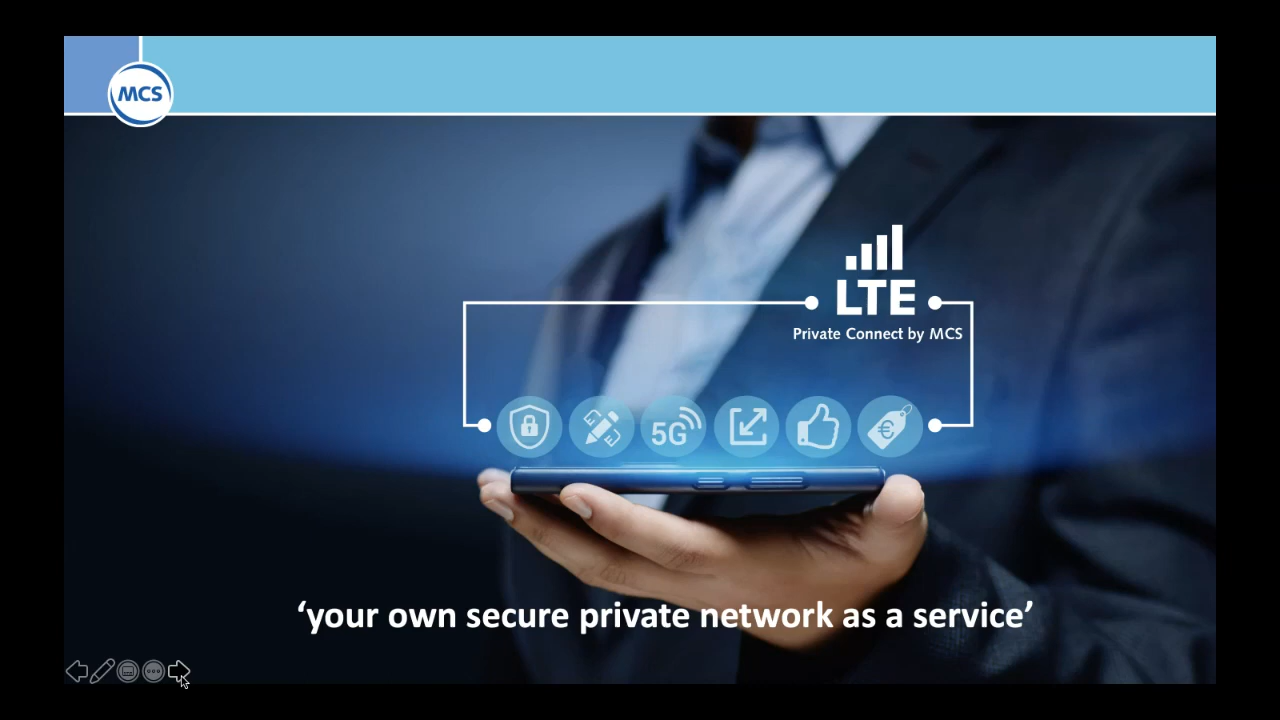 MCS
LTE
Private Connect by MCS
5G
€
‘your own secure private network as a service’